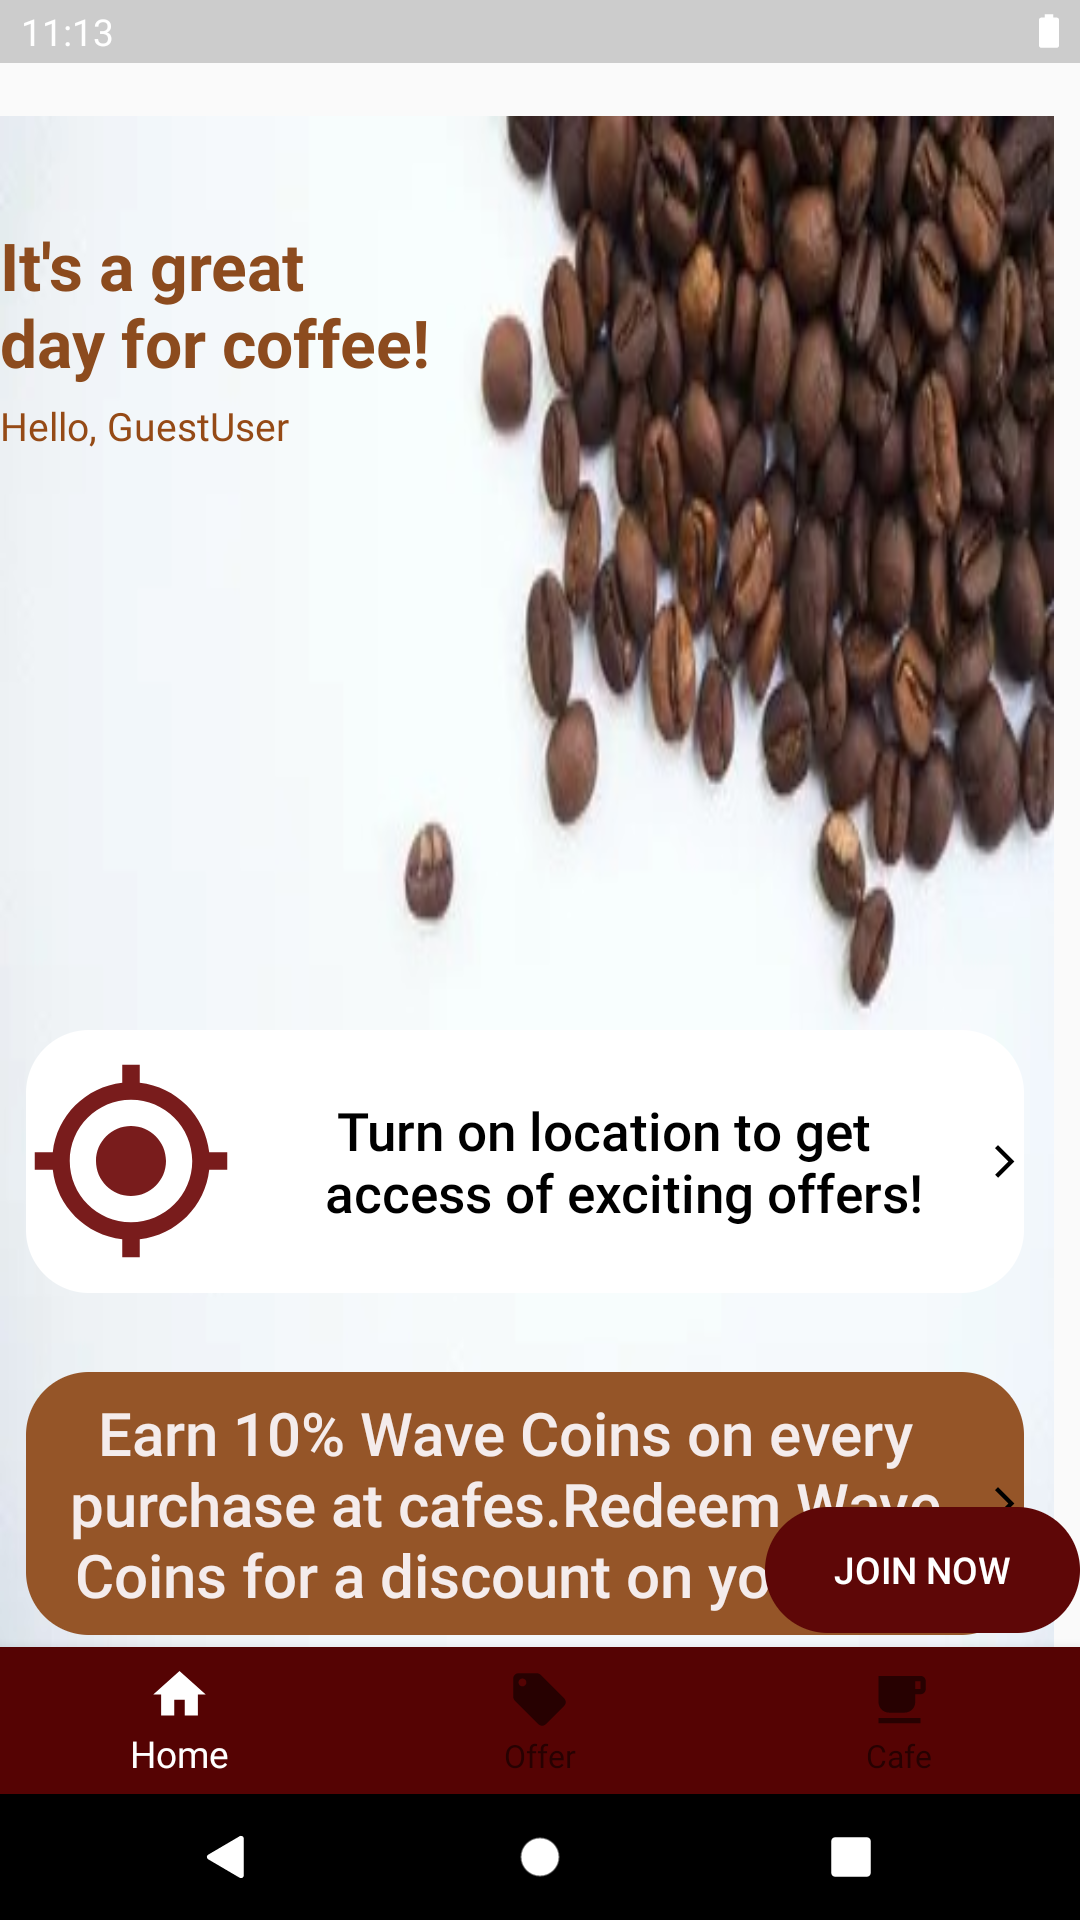 11:13
It's a great
day for coffee!
Hello, GuestUser
Turn on location to get
access of exciting offers!
Earn 10% Wave Coins on every
purchase at cafes.Redeem Wave
Coins for a discount on
JOIN NOW
Home
Offer
Cafe